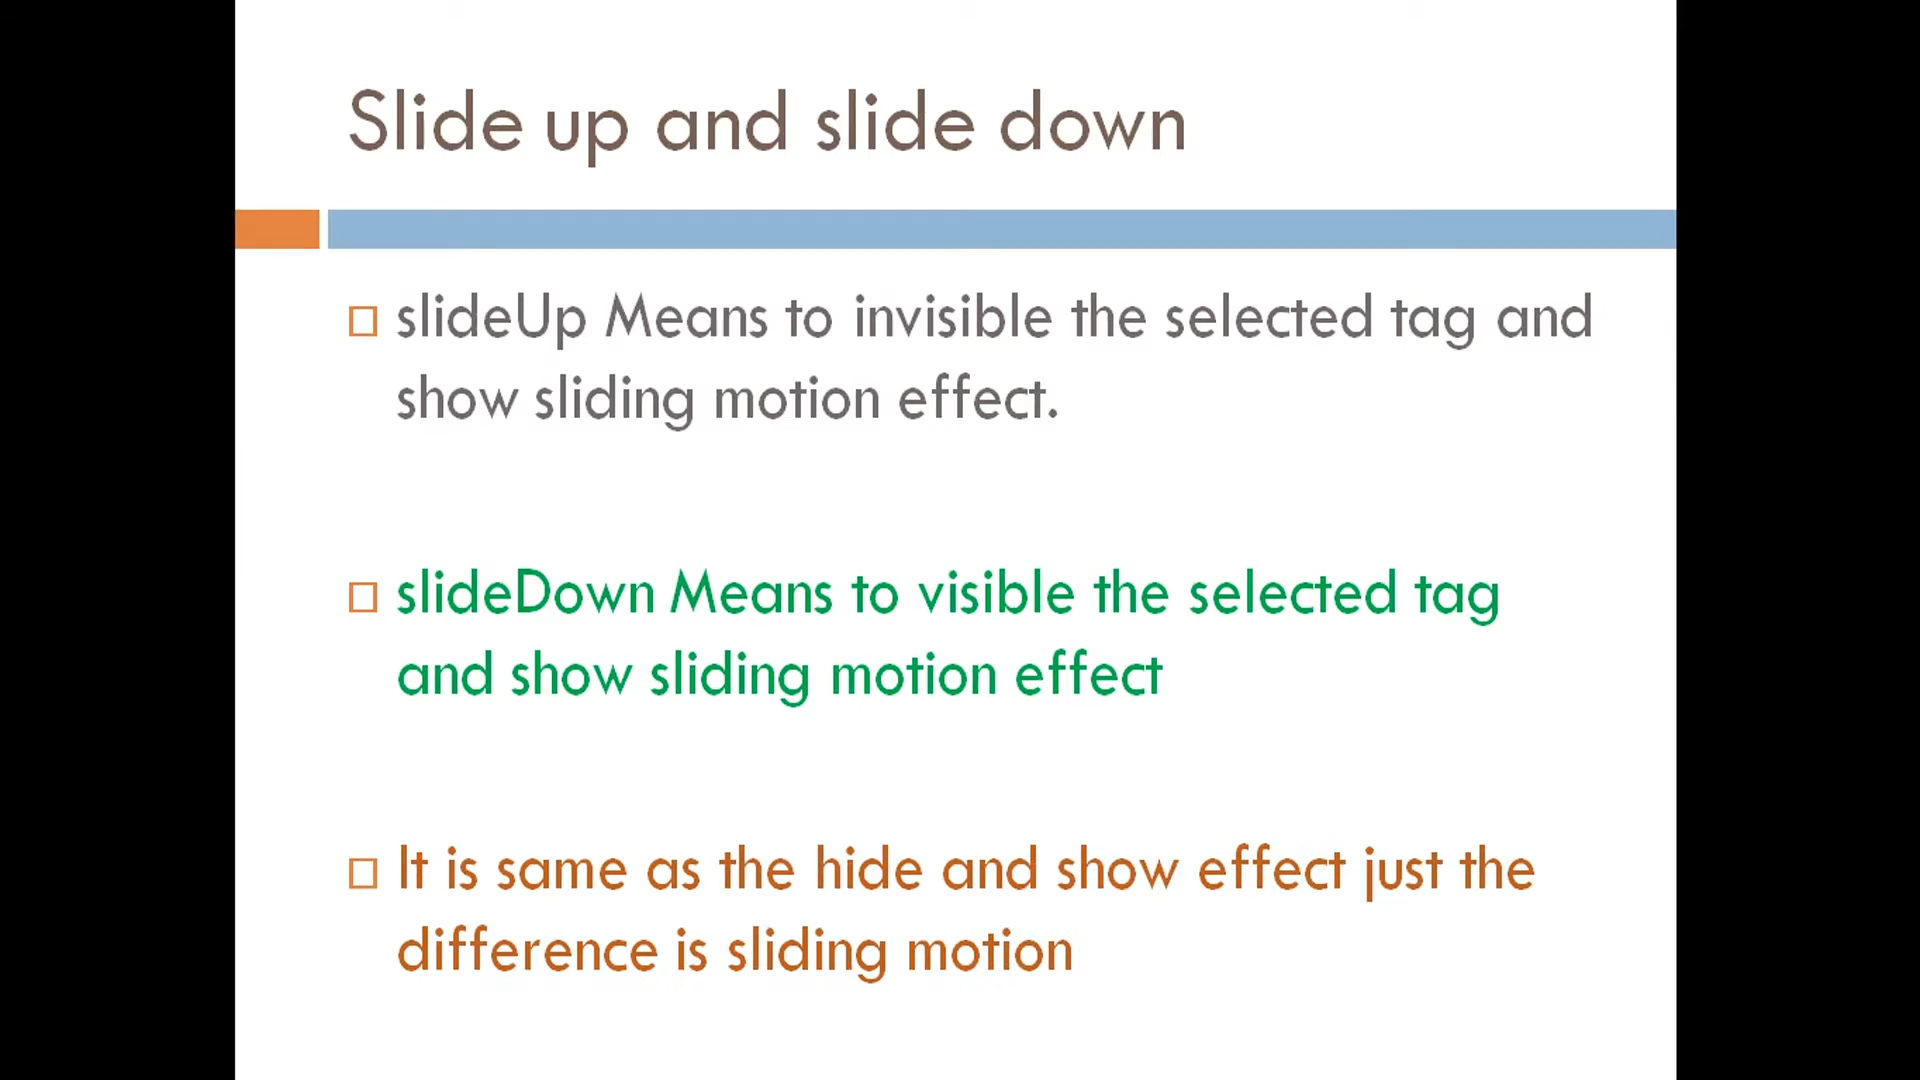 Slide up and slide down
slideUp Means to invisible the selected tag and
show sliding motion effect.
slideDown Means to visible the selected tag
and show sliding motion effect
It is same as the hide and show effect just the
difference is sliding motion